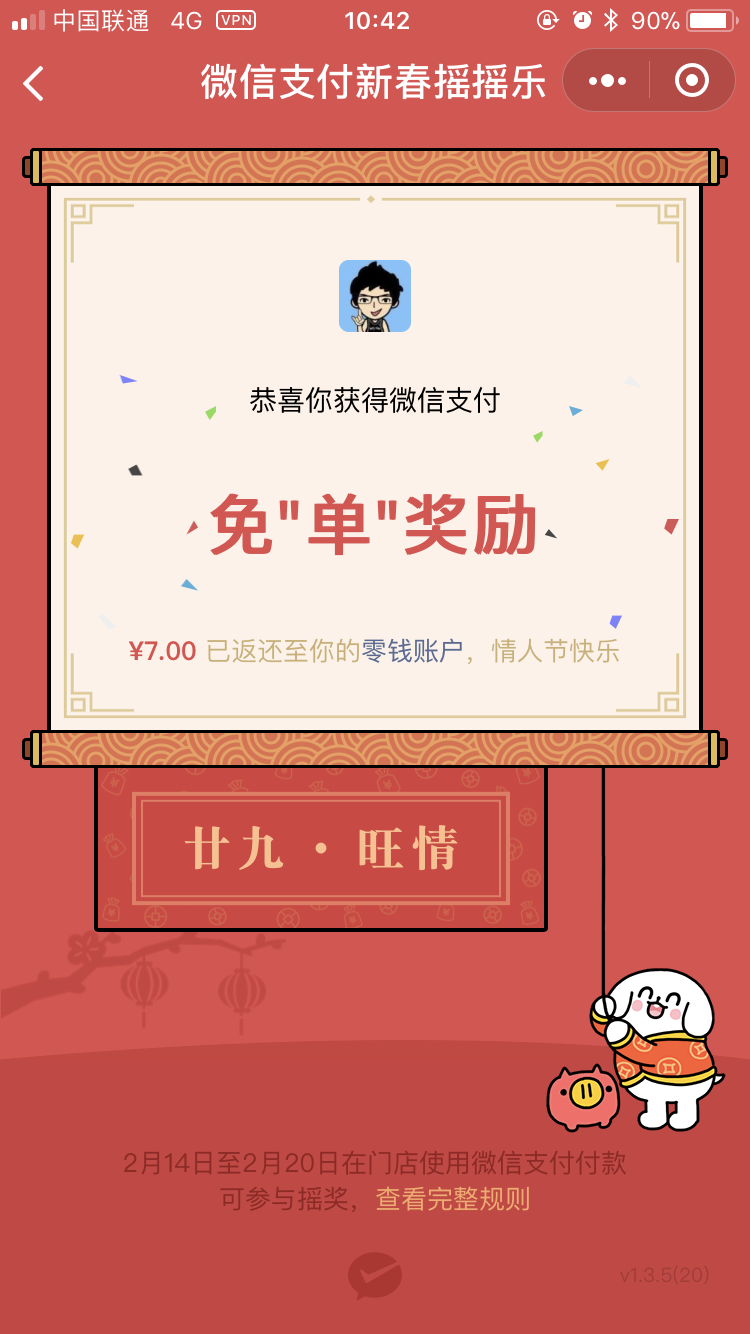 中国联通 4G VPN 10:42 90%
微信支付新春摇摇乐
恭喜你获得微信支付
免"单"奖励
¥7.00 已返还至你的零钱账户，情人节快乐
廿九·旺情
2月14日至2月20日在门店使用微信支付付款
可参与摇奖，查看完整规则
v1.3.5(20)